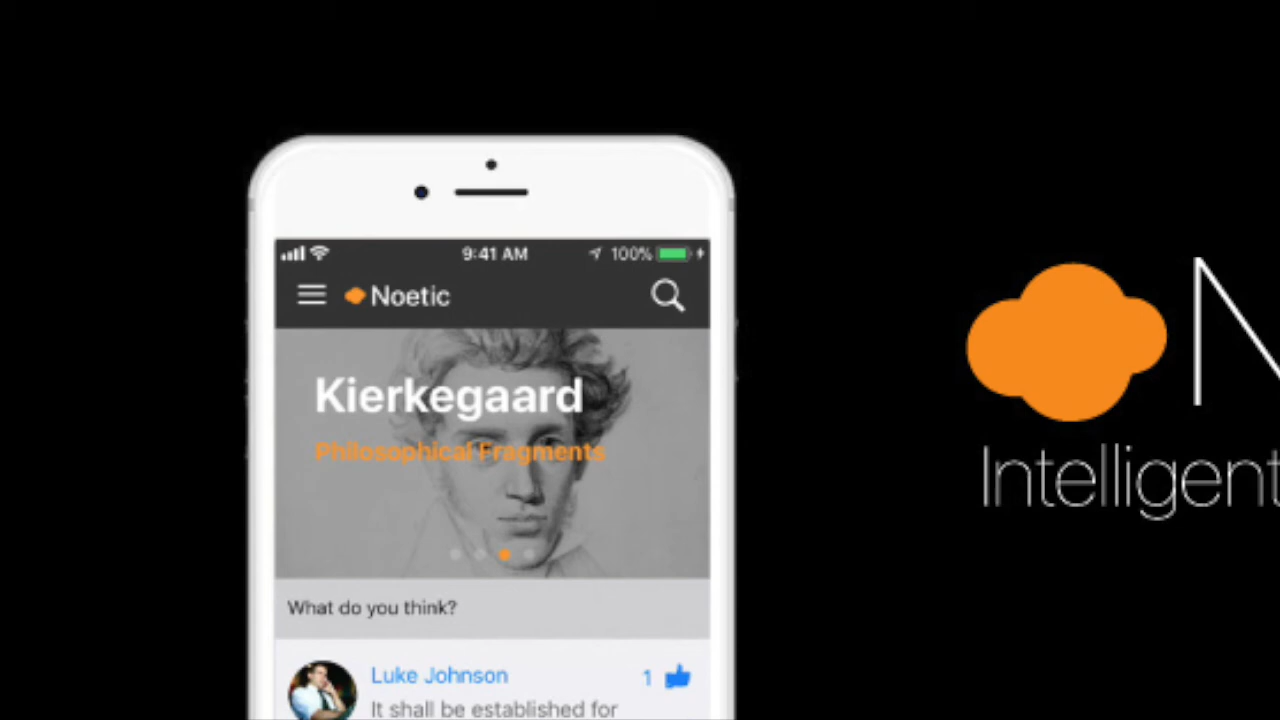 9:41 AM 100%
Noetic
Kierkegaard
Philosophical Fragments
What do you think?
Luke Johnson 1
It shall be established for
N
Intelligent